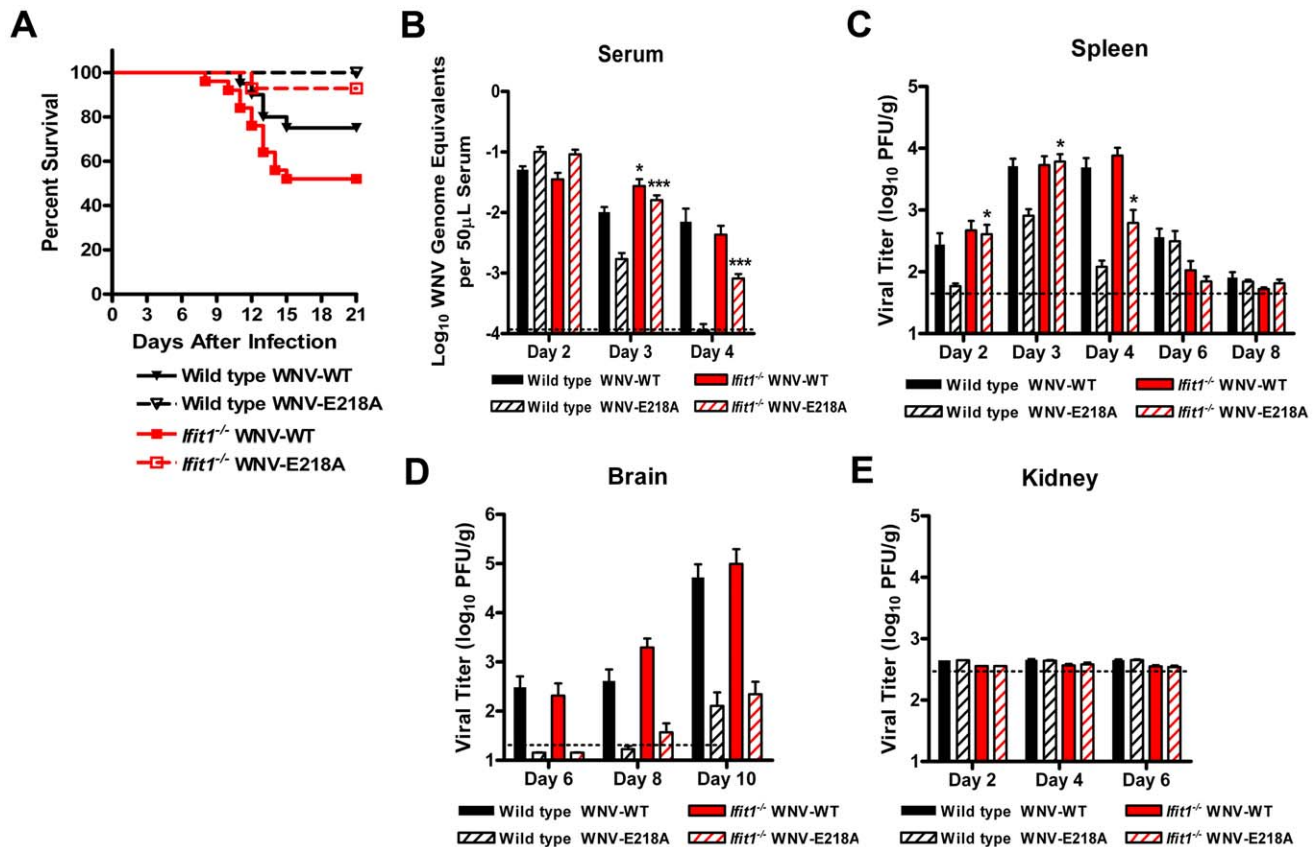 A
100
80
60
40
20
0
Percent Survival
0 3 6 9 12 15 18 21
Days After Infection
Wild type WNV-WT
Wild type WNV-E218A
Ifit1-/- WNV-WT
Ifit1-/- WNV-E218A
B
Serum
0
-1
-2
-3
-4
Log10 WNV Genome Equivalents
per 50µL Serum
* ***
***
Day 2 Day 3 Day 4
Wild type WNV-WT Ifit1-/- WNV-WT
Wild type WNV-E218A Ifit1-/- WNV-E218A
C
Spleen
5
4
3
2
1
Viral Titer (log10 PFU/g)
* * *
Day 2 Day 3 Day 4 Day 6 Day 8
Wild type WNV-WT Ifit1-/- WNV-WT
Wild type WNV-E218A Ifit1-/- WNV-E218A
D
Brain
6
5
4
3
2
1
Viral Titer (log10 PFU/g)
Day 6 Day 8 Day 10
Wild type WNV-WT Ifit1-/- WNV-WT
Wild type WNV-E218A Ifit1-/- WNV-E218A
E
Kidney
5
4
3
2
1
Viral Titer (log10 PFU/g)
Day 2 Day 4 Day 6
Wild type WNV-WT Ifit1-/- WNV-WT
Wild type WNV-E218A Ifit1-/- WNV-E218A